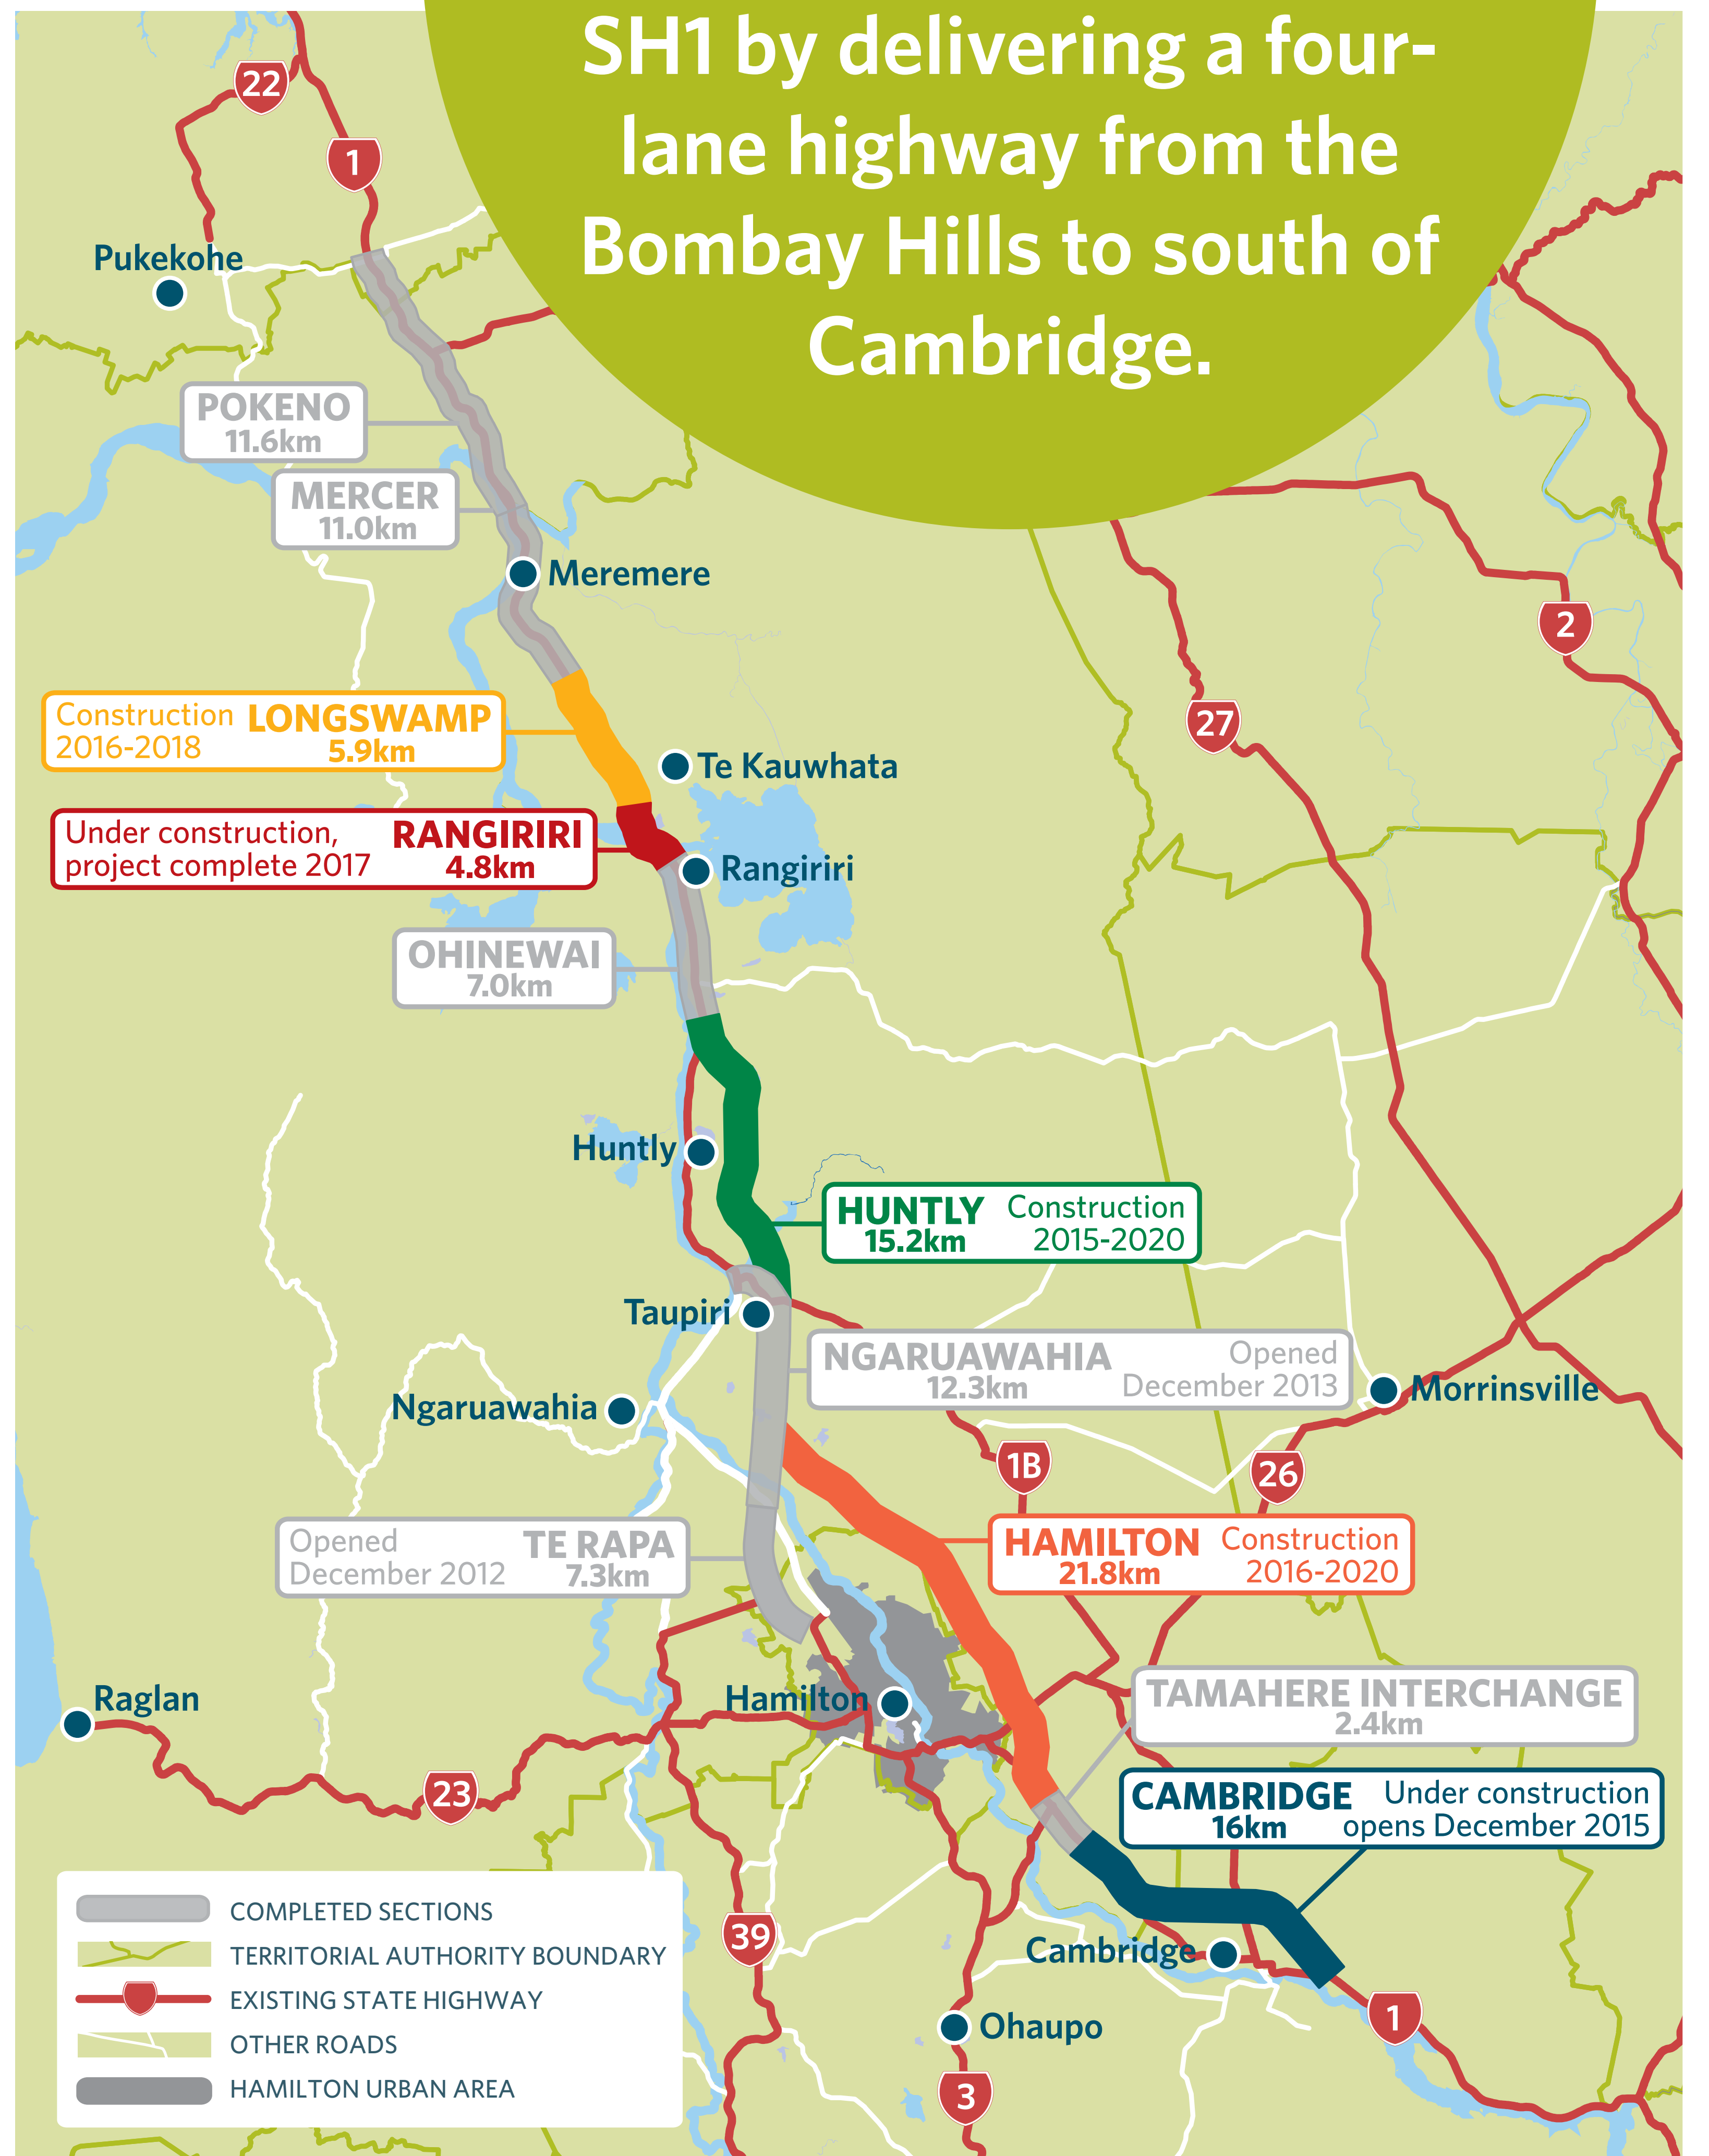 SH1 by delivering a four-
lane highway from the
Bombay Hills to south of
Cambridge.
22
1
Pukekohe
POKENO
11.6km
MERCER
11.0km
Meremere
2
Construction
2016-2018
LONGSWAMP
5.9km
27
Te Kauwhata
Under construction,
project complete 2017
RANGIRIRI
4.8km
Rangiriri
OHINEWAI
7.0km
Huntly
HUNTLY
15.2km
Construction
2015-2020
Taupiri
NGARUAWAHIA
12.3km
Opened
December 2013
Morrinsville
Ngaruawahia
1B
26
Opened
December 2012
TE RAPA
7.3km
HAMILTON
21.8km
Construction
2016-2020
Raglan
Hamilton
TAMAHERE INTERCHANGE
2.4km
23
CAMBRIDGE
16km
Under construction
opens December 2015
39
Cambridge
1
Ohaupo
3
COMPLETED SECTIONS
TERRITORIAL AUTHORITY BOUNDARY
EXISTING STATE HIGHWAY
OTHER ROADS
HAMILTON URBAN AREA